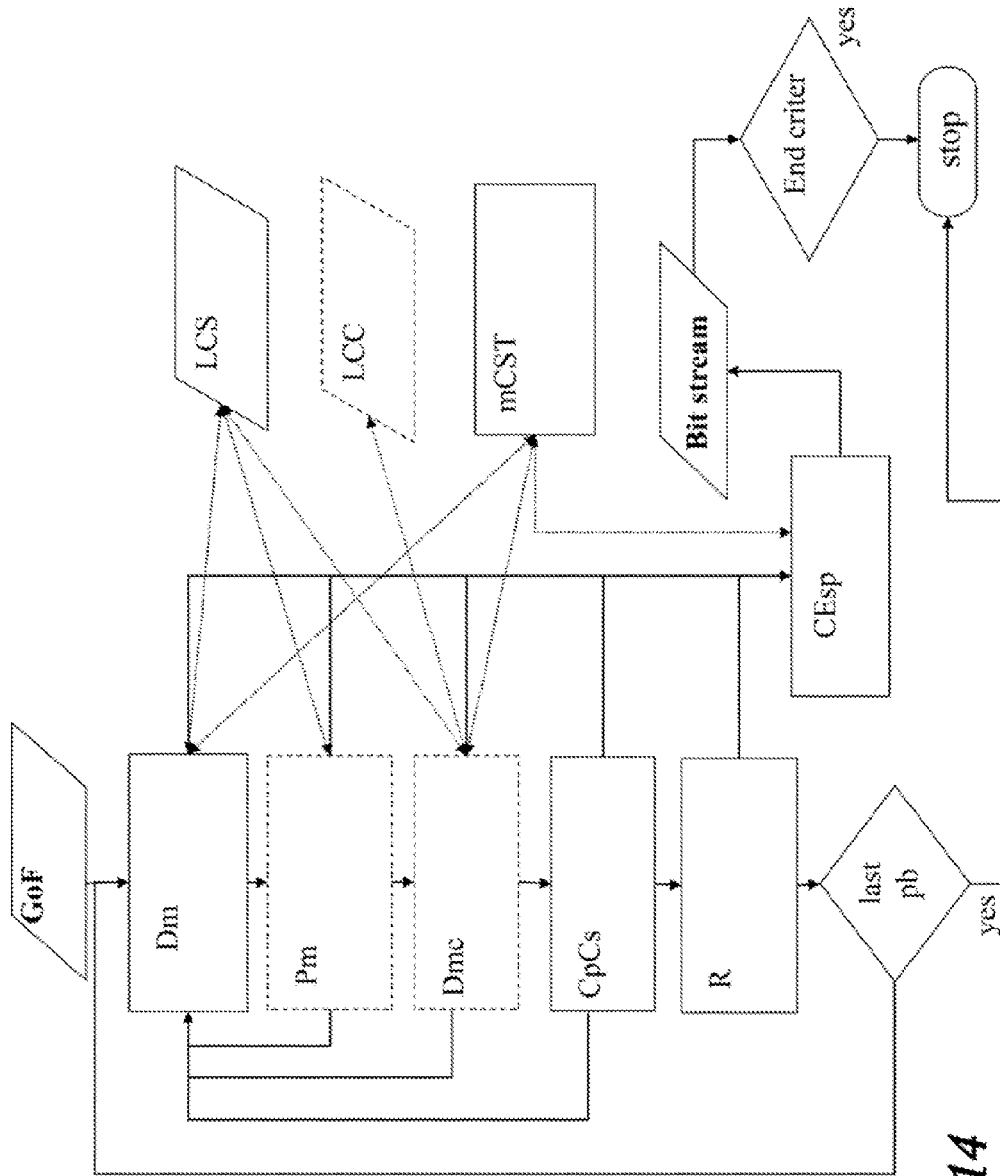 GoF
Dm
Pm
Dmc
CpCs
R
last
pb
yes
LCS
LCC
mCST
CEsp
Bit stream
End criter
yes
stop
14